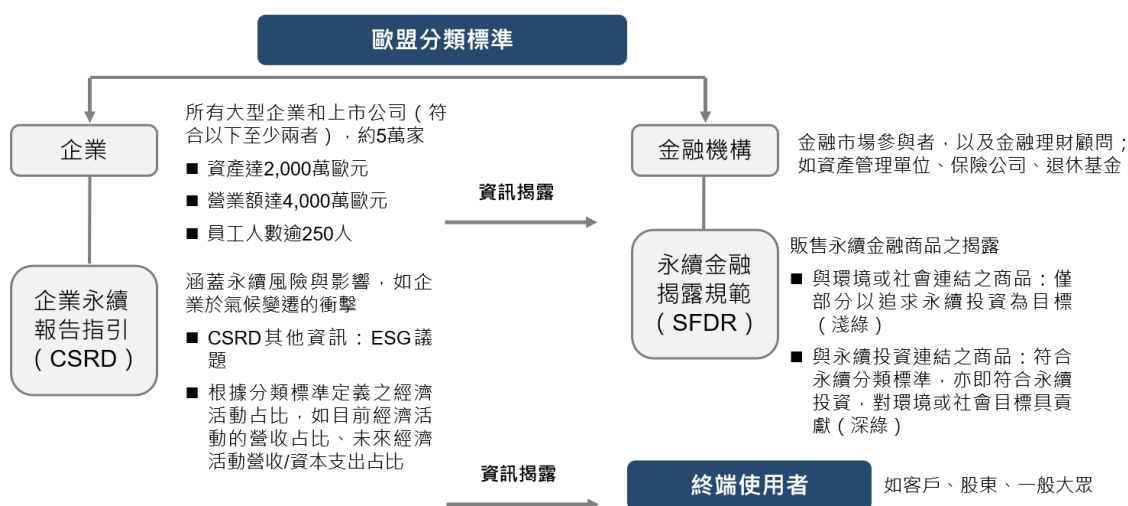 歐盟分類標準
企業
所有大型企業和上市公司（符
合以下至少兩者），約5萬家
■ 資產達2,000萬歐元
■ 營業額達4,000萬歐元
■ 員工人數逾250人
資訊揭露
金融機構
金融市場參與者，以及金融理財顧問；
如資產管理單位、保險公司、退休基金
企業永續
報告指引
（CSRD）
涵蓋永續風險與影響，如企
業於氣候變遷的衝擊
■ CSRD其他資訊：ESG議
題
■ 根據分類標準定義之經濟
活動占比，如目前經濟活
動的營收占比、未來經濟
活動營收/資本支出占比
永續金融
揭露規範
（SFDR）
販售永續金融商品之揭露
■ 與環境或社會連結之商品：僅
部分以追求永續投資為目標
（淺綠）
■ 與永續投資連結之商品：符合
永續分類標準，亦即符合永續
投資，對環境或社會目標具貢
獻（深綠）
資訊揭露
終端使用者
如客戶、股東、一般大眾